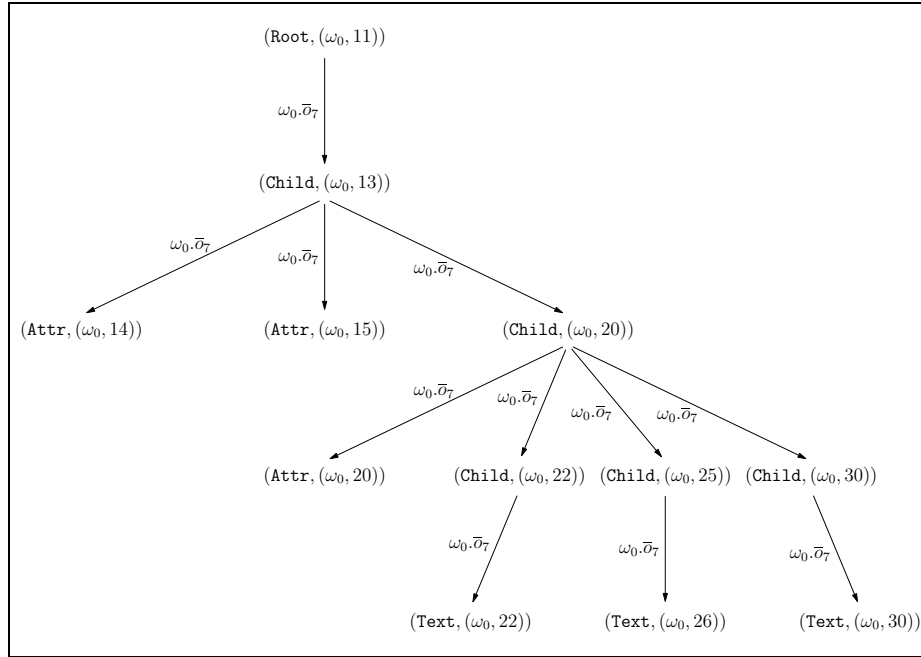 (Root, (ω₀, 11))
ω₀.o̅₇
(Child, (ω₀, 13))
ω₀.o̅₇ ω₀.o̅₇ ω₀.o̅₇
(Attr, (ω₀, 14)) (Attr, (ω₀, 15)) (Child, (ω₀, 20))
ω₀.o̅₇ ω₀.o̅₇ ω₀.o̅₇ ω₀.o̅₇
(Attr, (ω₀, 20)) (Child, (ω₀, 22)) (Child, (ω₀, 25)) (Child, (ω₀, 30))
ω₀.o̅₇ ω₀.o̅₇ ω₀.o̅₇
(Text, (ω₀, 22)) (Text, (ω₀, 26)) (Text, (ω₀, 30))